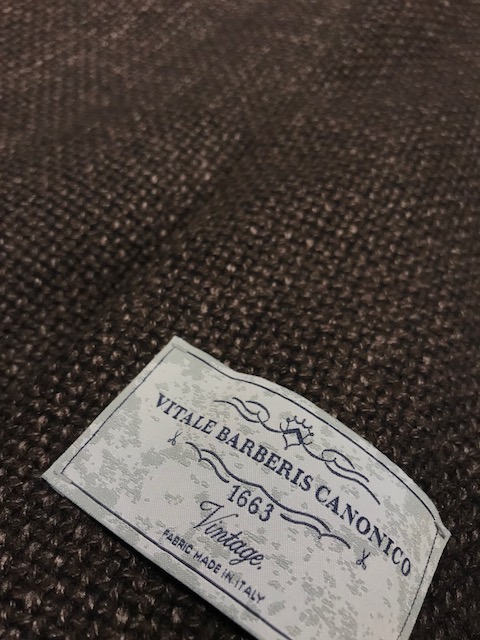 VITALE BARBERIS CANONICO
1663
Vintage.
FABRIC MADE IN ITALY